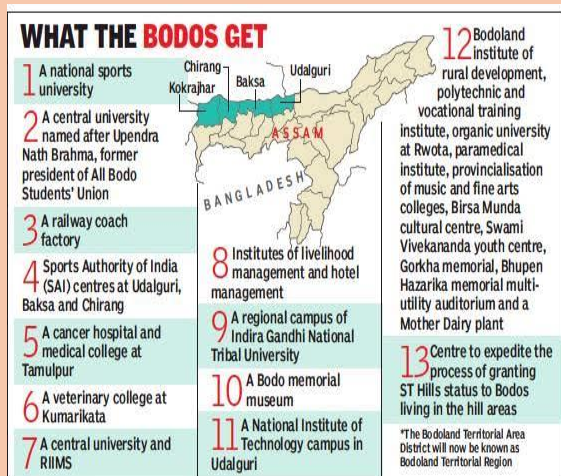 WHAT THE BODOS GET
1 A national sports
university
2 A central university
named after Upendra
Nath Brahma, former
president of All Bodo
Students' Union
3 A railway coach
factory
4 Sports Authority of India
(SAI) centres at Udalguri,
Baksa and Chirang
5 A cancer hospital and
medical college at
Tamulpur
6 A veterinary college at
Kumarikata
7 A central university and
RIIMS
Chirang
Kokrajhar
Baksa
Udalguri
ASSAM
BANGLADESH
8 Institutes of livelihood
management and hotel
management
9 A regional campus of
Indira Gandhi National
Tribal University
10 A Bodo memorial
museum
11 A National Institute of
Technology campus in
Udalguri
12 Bodoland
institute of
rural development,
polytechnic and
vocational training
institute, organic university
at Rwota, paramedical
institute, provincialisation
of music and fine arts
colleges, Birsa Munda
cultural centre, Swami
Vivekananda youth centre,
Gorkha memorial, Bhupen
Hazarika memorial multi-
utility auditorium and a
Mother Dairy plant
13 Centre to expedite the
process of granting
ST Hills status to Bodos
living in the hill areas
*The Bodoland Territorial Area
District will now be known as
Bodoland Territorial Region